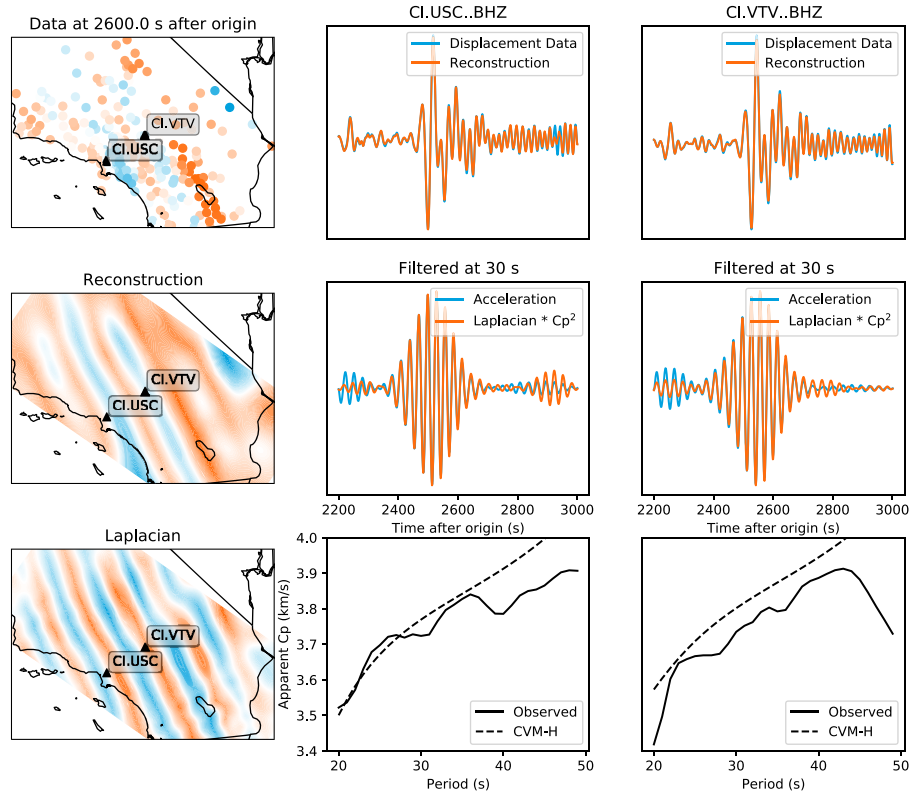 Data at 2600.0 s after origin
CI.VTV
CI.USC
CI.USC..BHZ
Displacement Data
Reconstruction
CI.VTV..BHZ
Displacement Data
Reconstruction
Reconstruction
CI.VTV
CI.USC
Filtered at 30 s
Acceleration
Laplacian * Cp²
2200 2400 2600 2800 3000
Time after origin (s)
Filtered at 30 s
Acceleration
Laplacian * Cp²
2200 2400 2600 2800 3000
Time after origin (s)
Laplacian
CI.VTV
CI.USC
Apparent Cp (km/s)
4.0
3.9
3.8
3.7
3.6
3.5
3.4
Observed
CVM-H
20 30 40 50
Period (s)
Observed
CVM-H
20 30 40 50
Period (s)